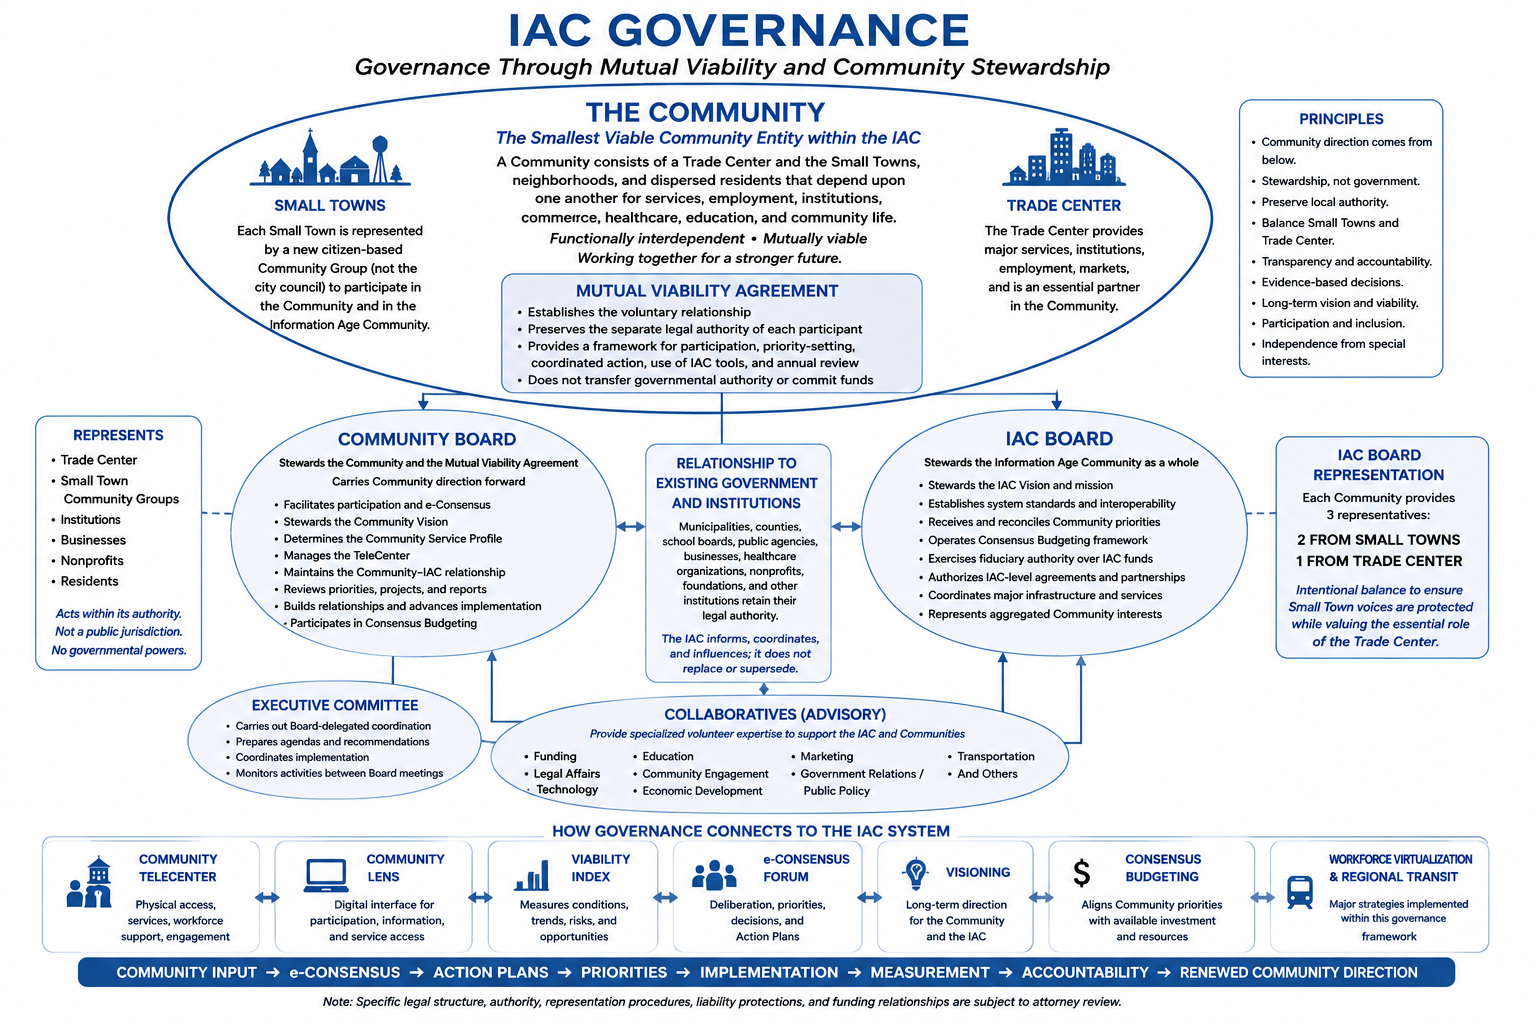 IAC GOVERNANCE
Governance Through Mutual Viability and Community Stewardship
THE COMMUNITY
The Smallest Viable Community Entity within the IAC
A Community consists of a Trade Center and the Small Towns,
neighborhoods, and dispersed residents that depend upon
one another for services, employment, institutions,
commerce, healthcare, education, and community life.
Functionally interdependent • Mutually viable
Working together for a stronger future.
SMALL TOWNS
Each Small Town is represented
by a new citizen-based
Community Group (not the
city council) to participate in
the Community and in the
Information Age Community.
TRADE CENTER
The Trade Center provides
major services, institutions,
employment, markets,
and is an essential partner
in the Community.
MUTUAL VIABILITY AGREEMENT
• Establishes the voluntary relationship
• Preserves the separate legal authority of each participant
• Provides a framework for participation, priority-setting,
coordinated action, use of IAC tools, and annual review
• Does not transfer governmental authority or commit funds
PRINCIPLES
• Community direction comes from
below.
• Stewardship, not government.
• Preserve local authority.
• Balance Small Towns and
Trade Center.
• Transparency and accountability.
• Evidence-based decisions.
• Long-term vision and viability.
• Participation and inclusion.
• Independence from special
interests.
REPRESENTS
• Trade Center
• Small Town
Community Groups
• Institutions
• Businesses
• Nonprofits
• Residents
Acts within its authority.
Not a public jurisdiction.
No governmental powers.
COMMUNITY BOARD
Stewards the Community and the Mutual Viability Agreement
Carries Community direction forward
• Facilitates participation and e-Consensus
• Stewards the Community Vision
• Determines the Community Service Profile
• Manages the TeleCenter
• Maintains the Community–IAC relationship
• Reviews priorities, projects, and reports
• Builds relationships and advances implementation
• Participates in Consensus Budgeting
RELATIONSHIP TO
EXISTING GOVERNMENT
AND INSTITUTIONS
Municipalities, counties,
school boards, public agencies,
businesses, healthcare
organizations, nonprofits,
foundations, and other
institutions retain their
legal authority.
The IAC informs, coordinates,
and influences; it does not
replace or supersede.
IAC BOARD
Stewards the Information Age Community as a whole
• Stewards the IAC Vision and mission
• Establishes system standards and interoperability
• Receives and reconciles Community priorities
• Operates Consensus Budgeting framework
• Exercises fiduciary authority over IAC funds
• Authorizes IAC-level agreements and partnerships
• Coordinates major infrastructure and services
• Represents aggregated Community interests
IAC BOARD
REPRESENTATION
Each Community provides
3 representatives:
2 FROM SMALL TOWNS
1 FROM TRADE CENTER
Intentional balance to ensure
Small Town voices are protected
while valuing the essential role
of the Trade Center.
EXECUTIVE COMMITTEE
• Carries out Board-delegated coordination
• Prepares agendas and recommendations
• Coordinates implementation
• Monitors activities between Board meetings
COLLABORATIVES (ADVISORY)
Provide specialized volunteer expertise to support the IAC and Communities
• Funding
• Legal Affairs
• Technology
• Education
• Community Engagement
• Economic Development
• Marketing
• Government Relations /
Public Policy
• Transportation
• And Others
HOW GOVERNANCE CONNECTS TO THE IAC SYSTEM
COMMUNITY
TELECENTER
Physical access,
services, workforce
support, engagement
COMMUNITY
LENS
Digital interface for
participation, information,
and service access
VIABILITY
INDEX
Measures conditions,
trends, risks, and
opportunities
e-CONSENSUS
FORUM
Deliberation, priorities,
decisions, and
Action Plans
VISIONING
Long-term direction
for the Community
and the IAC
$
CONSENSUS
BUDGETING
Aligns Community priorities
with available investment
and resources
WORKFORCE VIRTUALIZATION
& REGIONAL TRANSIT
Major strategies implemented
within this governance
framework
COMMUNITY INPUT → e-CONSENSUS → ACTION PLANS → PRIORITIES → IMPLEMENTATION → MEASUREMENT → ACCOUNTABILITY → RENEWED COMMUNITY DIRECTION
Note: Specific legal structure, authority, representation procedures, liability protections, and funding relationships are subject to attorney review.